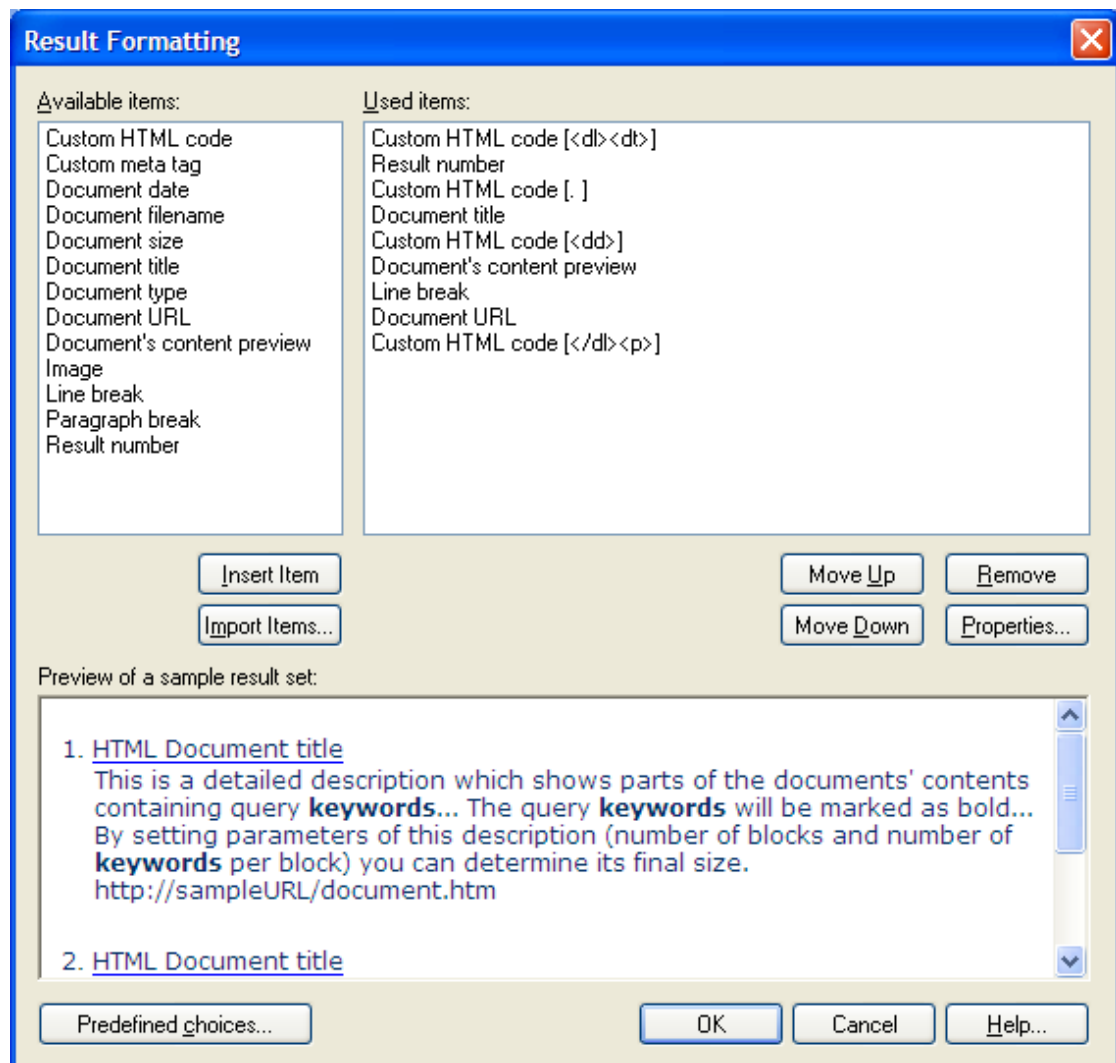 Result Formatting
Available items:
Custom HTML code
Custom meta tag
Document date
Document filename
Document size
Document title
Document type
Document URL
Document's content preview
Image
Line break
Paragraph break
Result number
Used items:
Custom HTML code [<dl><dt>]
Result number
Custom HTML code [. ]
Document title
Custom HTML code [<dd>]
Document's content preview
Line break
Document URL
Custom HTML code [</dl><p>]
Insert Item
Import Items...
Move Up
Remove
Move Down
Properties...
Preview of a sample result set:
1. HTML Document title
This is a detailed description which shows parts of the documents' contents
containing query keywords... The query keywords will be marked as bold...
By setting parameters of this description (number of blocks and number of
keywords per block) you can determine its final size.
http://sampleURL/document.htm
2. HTML Document title
Predefined choices...
OK
Cancel
Help...